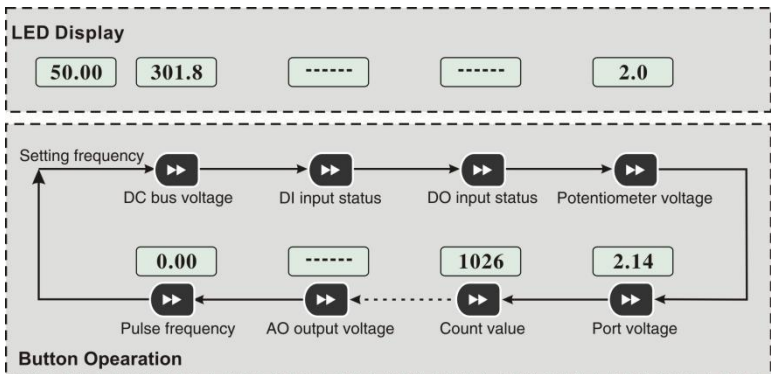 LED Display
50.00 301.8 ------ ------ 2.0
Setting frequency
DC bus voltage DI input status DO input status Potentiometer voltage
0.00 ------ 1026 2.14
Pulse frequency AO output voltage Count value Port voltage
Button Opearation